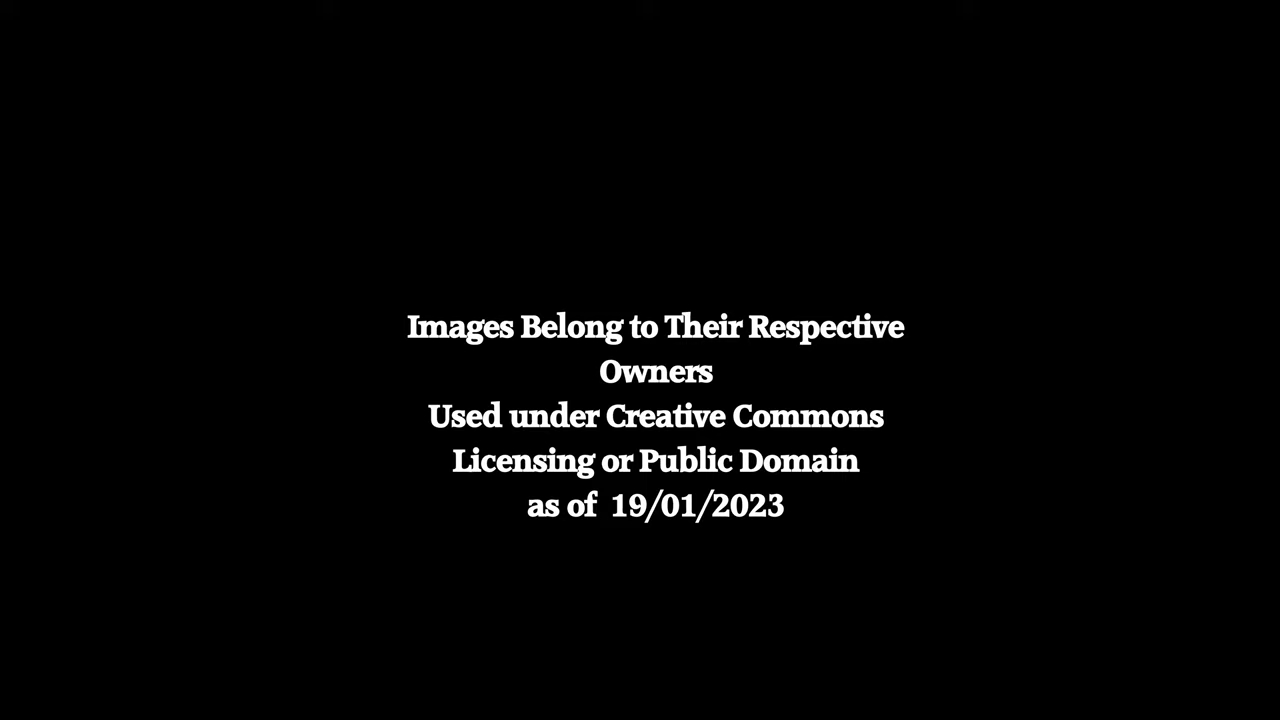 Images Belong to Their Respective
Owners
Used under Creative Commons
Licensing or Public Domain
as of 19/01/2023